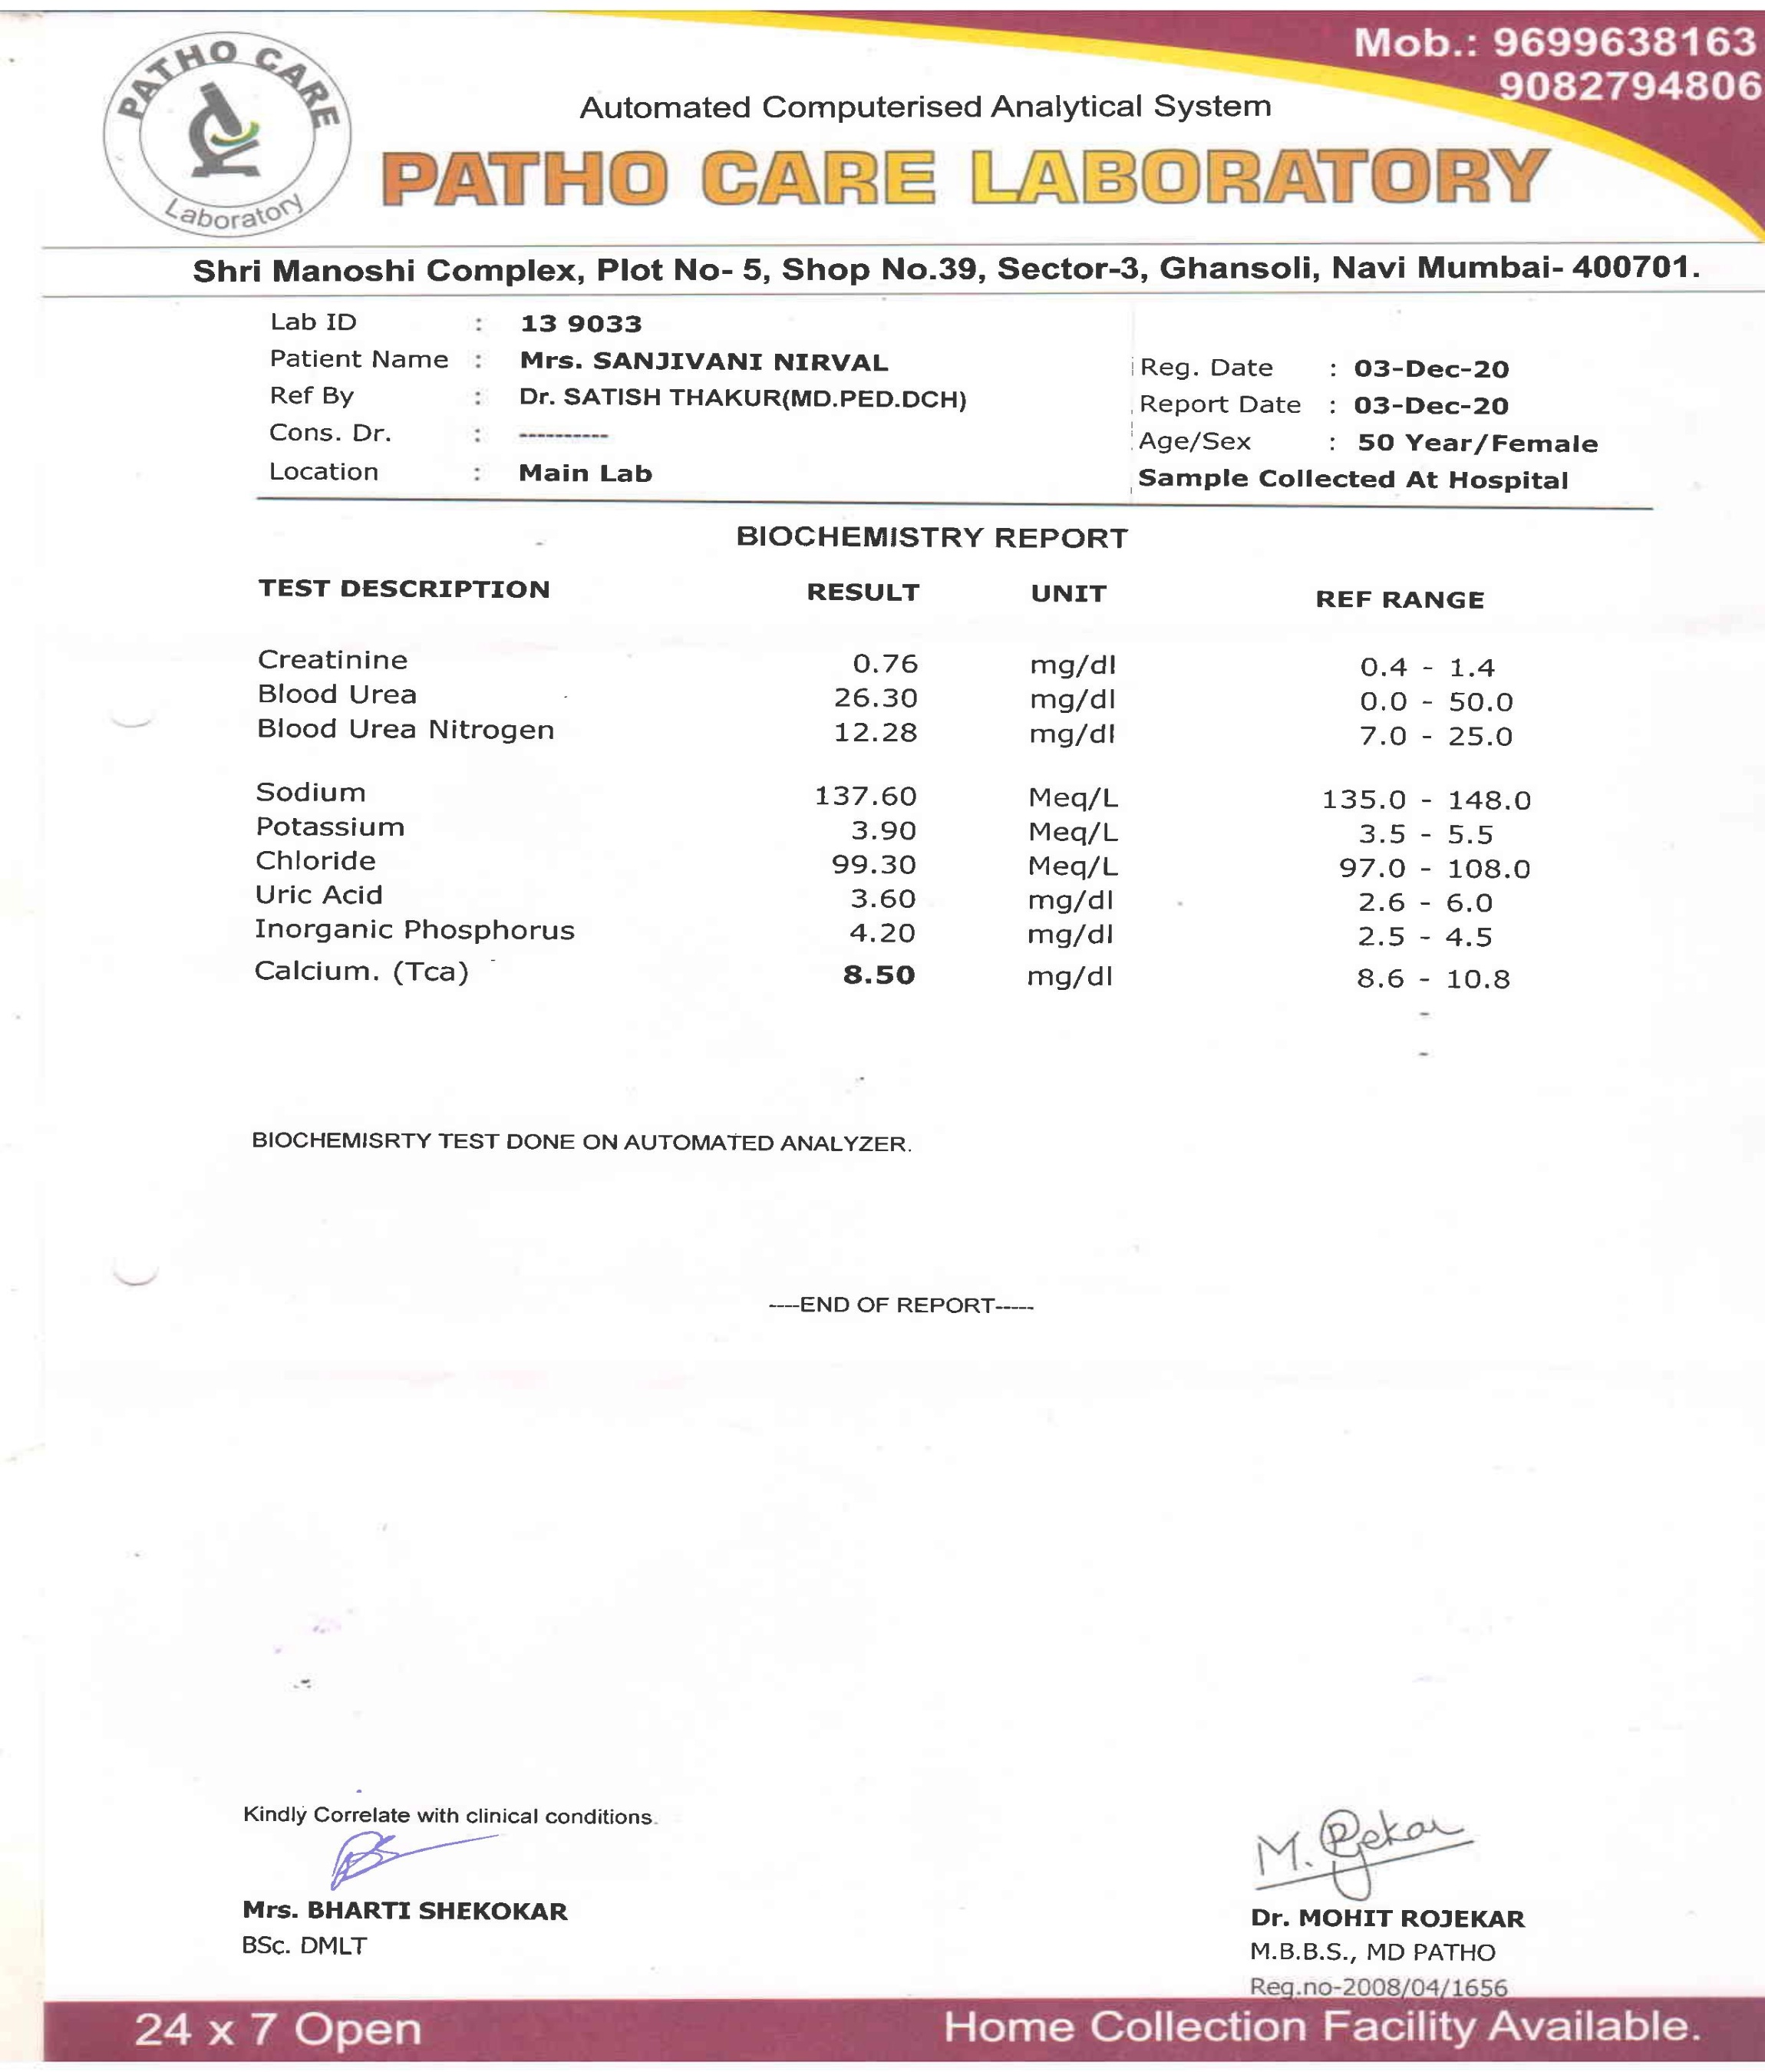 Mob.: 9699638163
9082794806
PATHO CARE
Laboratory
Automated Computerised Analytical System
PATHO CARE LABORATORY
Shri Manoshi Complex, Plot No- 5, Shop No.39, Sector-3, Ghansoli, Navi Mumbai- 400701.
Lab ID : 13 9033
Patient Name : Mrs. SANJIVANI NIRVAL
Reg. Date : 03-Dec-20
Ref By : Dr. SATISH THAKUR(MD.PED.DCH)
Report Date : 03-Dec-20
Cons. Dr. : ----------
Age/Sex : 50 Year/Female
Location : Main Lab
Sample Collected At Hospital
BIOCHEMISTRY REPORT
TEST DESCRIPTION RESULT UNIT REF RANGE
Creatinine 0.76 mg/dl 0.4 - 1.4
Blood Urea 26.30 mg/dl 0.0 - 50.0
Blood Urea Nitrogen 12.28 mg/dl 7.0 - 25.0
Sodium 137.60 Meq/L 135.0 - 148.0
Potassium 3.90 Meq/L 3.5 - 5.5
Chloride 99.30 Meq/L 97.0 - 108.0
Uric Acid 3.60 mg/dl 2.6 - 6.0
Inorganic Phosphorus 4.20 mg/dl 2.5 - 4.5
Calcium. (Tca) 8.50 mg/dl 8.6 - 10.8
-
-
BIOCHEMISRTY TEST DONE ON AUTOMATED ANALYZER.
----END OF REPORT-----
Kindly Correlate with clinical conditions.
M. Rojekar
Mrs. BHARTI SHEKOKAR
BSc. DMLT
Dr. MOHIT ROJEKAR
M.B.B.S., MD PATHO
Reg.no-2008/04/1656
24 x 7 Open
Home Collection Facility Available.